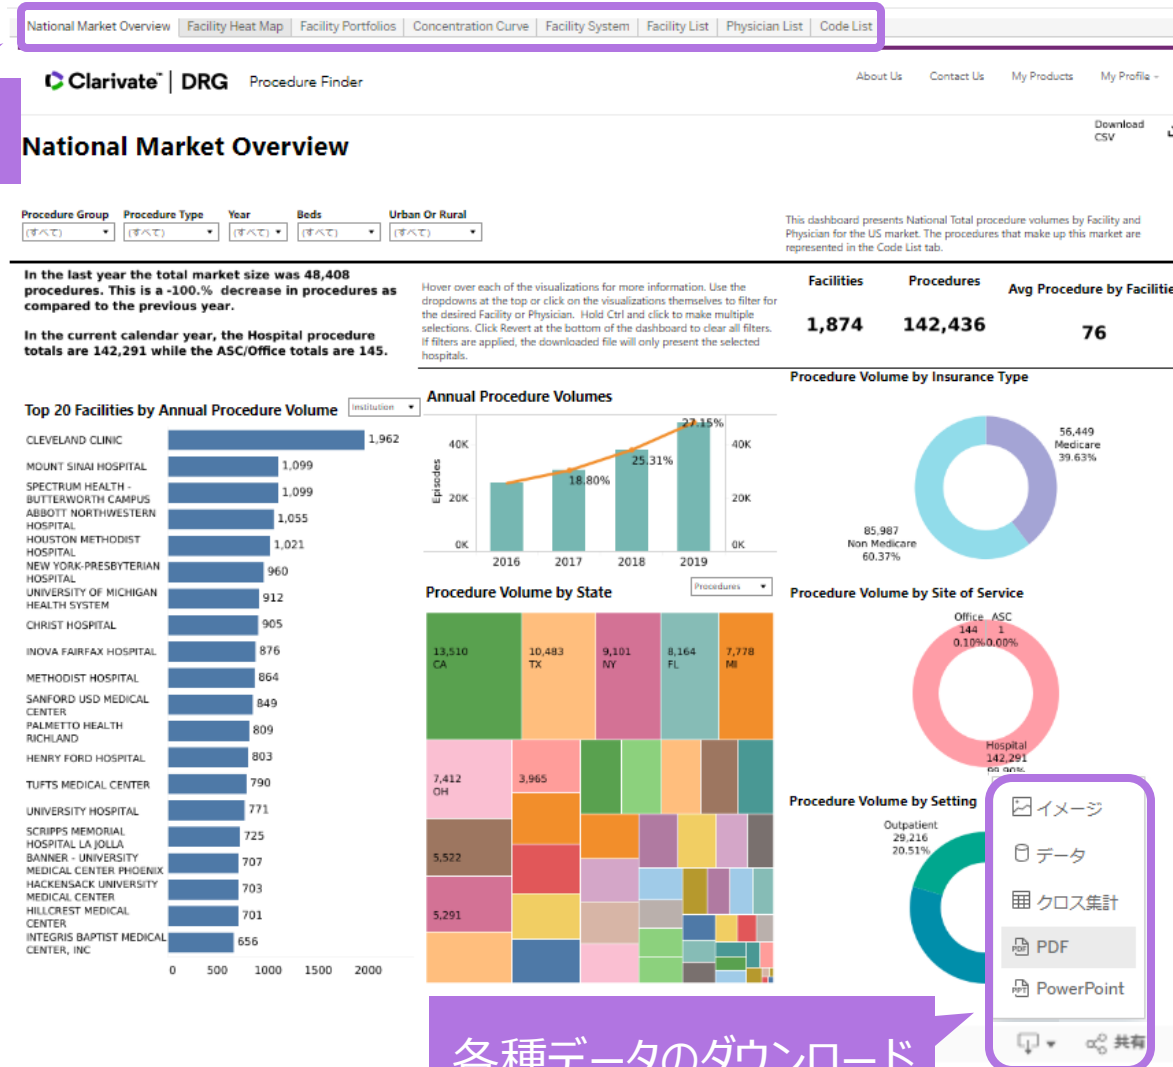 National Market Overview
Facility Heat Map
Facility Portfolios
Concentration Curve
Facility System
Facility List
Physician List
Code List
Clarivate™ | DRG Procedure Finder
About Us
Contact Us
My Products
My Profile
Download
CSV
National Market Overview
Procedure Group
Procedure Type
Year
Beds
Urban Or Rural
(すべて)
(すべて)
(すべて)
(すべて)
(すべて)
This dashboard presents National Total procedure volumes by Facility and
Physician for the US market. The procedures that make up this market are
represented in the Code List tab.
In the last year the total market size was 48,408
procedures. This is a -100.% decrease in procedures as
compared to the previous year.
In the current calendar year, the Hospital procedure
totals are 142,291 while the ASC/Office totals are 145.
Hover over each of the visualizations for more information. Use the
dropdowns at the top or click on the visualizations themselves to filter for
the desired Facility or Physician. Hold Ctrl and click to make multiple
selections. Click Revert at the bottom of the dashboard to clear all filters.
If filters are applied, the downloaded file will only present the selected
hospitals.
Facilities
Procedures
Avg Procedure by Facilitie
1,874
142,436
76
Top 20 Facilities by Annual Procedure Volume
Institution
CLEVELAND CLINIC
1,962
MOUNT SINAI HOSPITAL
1,099
SPECTRUM HEALTH -
BUTTERWORTH CAMPUS
1,099
ABBOTT NORTHWESTERN
HOSPITAL
1,055
HOUSTON METHODIST
HOSPITAL
1,021
NEW YORK-PRESBYTERIAN
HOSPITAL
960
UNIVERSITY OF MICHIGAN
HEALTH SYSTEM
912
CHRIST HOSPITAL
905
INOVA FAIRFAX HOSPITAL
876
METHODIST HOSPITAL
864
SANFORD USD MEDICAL
CENTER
849
PALMETTO HEALTH
RICHLAND
809
HENRY FORD HOSPITAL
803
TUFTS MEDICAL CENTER
790
UNIVERSITY HOSPITAL
771
SCRIPPS MEMORIAL
HOSPITAL LA JOLLA
725
BANNER - UNIVERSITY
MEDICAL CENTER PHOENIX
707
HACKENSACK UNIVERSITY
MEDICAL CENTER
703
HILLCREST MEDICAL
CENTER
701
INTEGRIS BAPTIST MEDICAL
CENTER, INC
656
0
500
1000
1500
2000
Annual Procedure Volumes
Episodes
40K
20K
0K
18.80%
25.31%
27.15%
40K
20K
0K
2016
2017
2018
2019
Procedure Volume by State
Procedures
13,510
CA
10,483
TX
9,101
NY
8,164
FL
7,778
MI
7,412
OH
3,965
5,522
5,291
Procedure Volume by Insurance Type
56,449
Medicare
39.63%
85,987
Non Medicare
60.37%
Procedure Volume by Site of Service
Office
144
0.10%
ASC
1
0.00%
Hospital
142,291
99.90%
Procedure Volume by Setting
Outpatient
29,216
20.51%
イメージ
データ
クロス集計
PDF
PowerPoint
共有
各種データのダウンロード